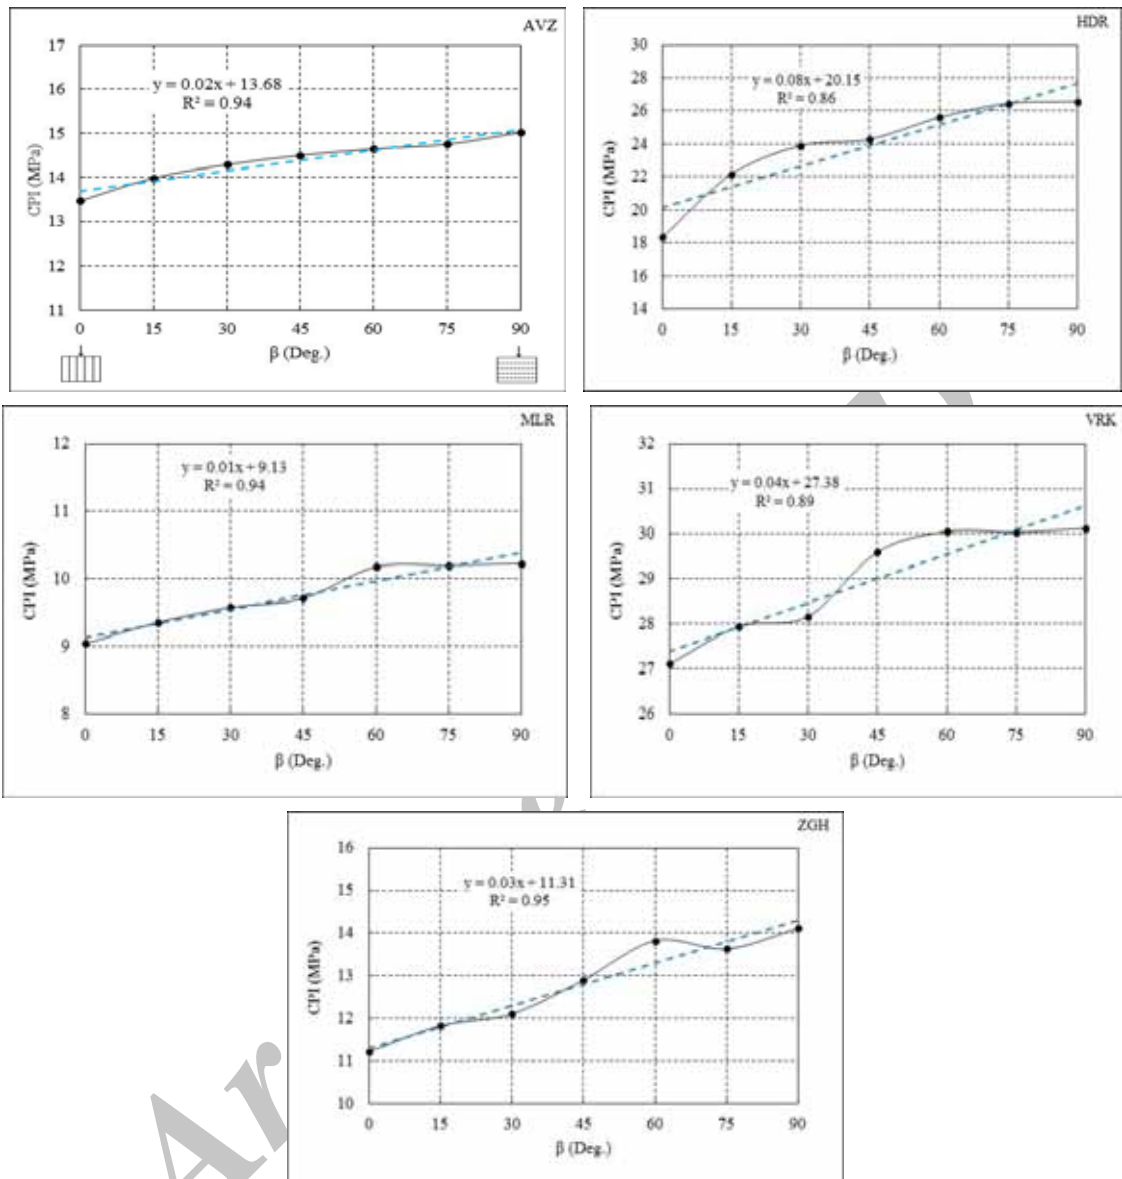 AVZ
17
16
15
14
13
12
11
CPI (MPa)
y = 0.02x + 13.68
R² = 0.94
0 15 30 45 60 75 90
β (Deg.)
HDR
30
28
26
24
22
20
18
16
14
CPI (MPa)
y = 0.08x + 20.15
R² = 0.86
0 15 30 45 60 75 90
β (Deg.)
MLR
12
11
10
9
8
CPI (MPa)
y = 0.01x + 9.13
R² = 0.94
0 15 30 45 60 75 90
β (Deg.)
VRK
32
31
30
29
28
27
26
CPI (MPa)
y = 0.04x + 27.38
R² = 0.89
0 15 30 45 60 75 90
β (Deg.)
ZGH
16
15
14
13
12
11
10
CPI (MPa)
y = 0.03x + 11.31
R² = 0.95
0 15 30 45 60 75 90
β (Deg.)
Ar